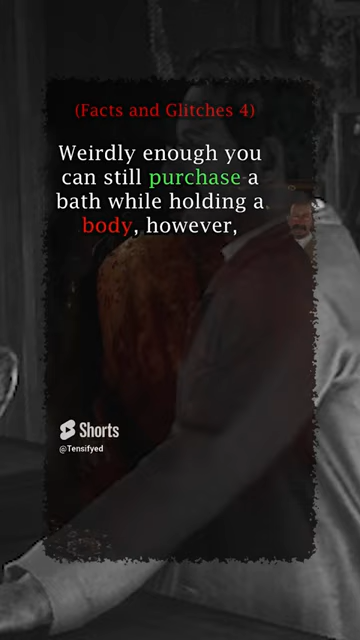 (Facts and Glitches 4)
Weirdly enough you
can still purchase a
bath while holding a
body, however,
Shorts
@Tensifyed